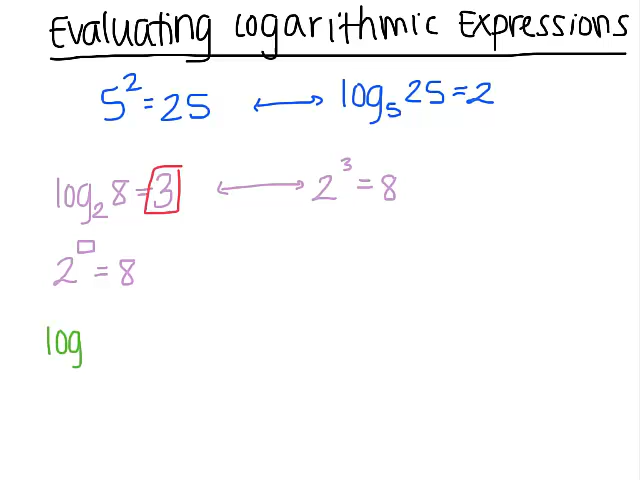 Evaluating Logarithmic Expressions
5² = 25 ⟷ log₅ 25 = 2
log₂ 8 = 3 ⟷ 2³ = 8
2^□ = 8
log